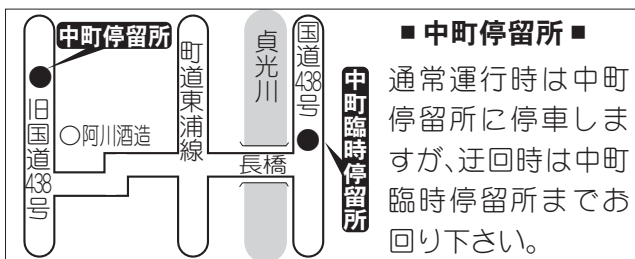 中町停留所
旧国道438号
○阿川酒造
町道東浦線
貞光川
長橋
国道438号
中町臨時停留所
■中町停留所■
通常運行時は中町
停留所に停車しま
すが、迂回時は中町
臨時停留所までお
回り下さい。